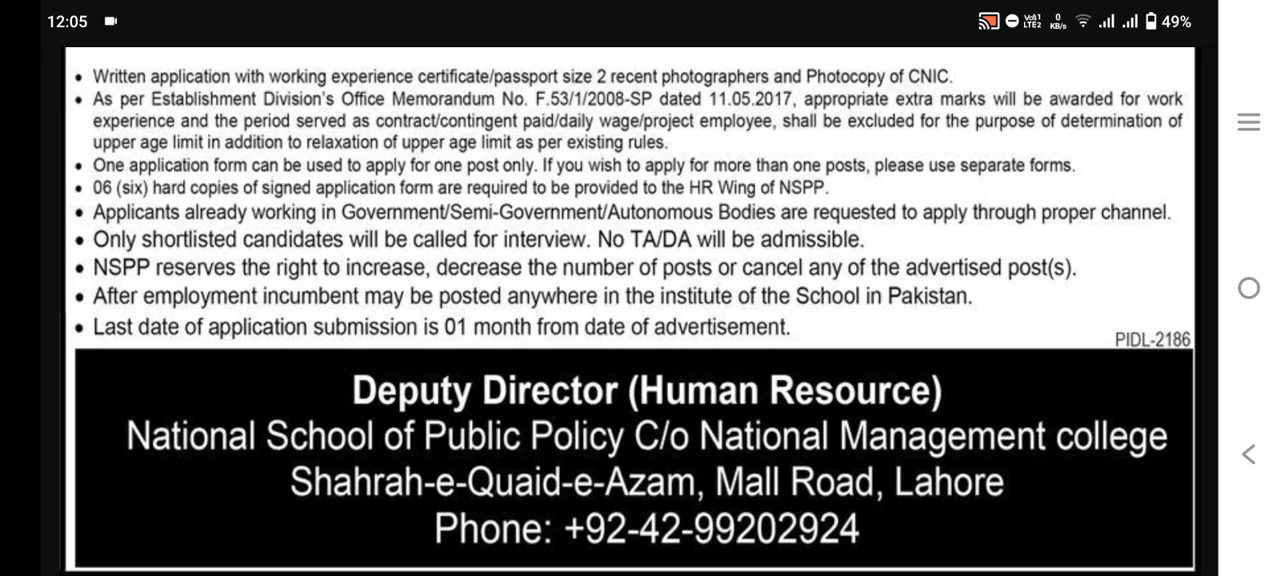 12:05
Vo)) 1 LTE2 0 KB/s 49%
• Written application with working experience certificate/passport size 2 recent photographers and Photocopy of CNIC.
• As per Establishment Division's Office Memorandum No. F.53/1/2008-SP dated 11.05.2017, appropriate extra marks will be awarded for work
experience and the period served as contract/contingent paid/daily wage/project employee, shall be excluded for the purpose of determination of
upper age limit in addition to relaxation of upper age limit as per existing rules.
• One application form can be used to apply for one post only. If you wish to apply for more than one posts, please use separate forms.
• 06 (six) hard copies of signed application form are required to be provided to the HR Wing of NSPP.
• Applicants already working in Government/Semi-Government/Autonomous Bodies are requested to apply through proper channel.
• Only shortlisted candidates will be called for interview. No TA/DA will be admissible.
• NSPP reserves the right to increase, decrease the number of posts or cancel any of the advertised post(s).
• After employment incumbent may be posted anywhere in the institute of the School in Pakistan.
• Last date of application submission is 01 month from date of advertisement.
PIDL-2186
Deputy Director (Human Resource)
National School of Public Policy C/o National Management college
Shahrah-e-Quaid-e-Azam, Mall Road, Lahore
Phone: +92-42-99202924